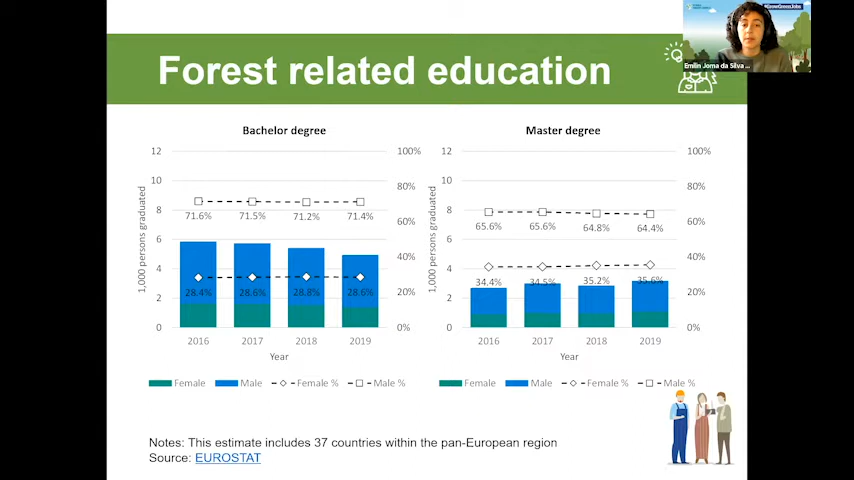 #GrowGreenJobs
Emilin Joma da Silva ...
Forest related education
Bachelor degree
12
10
8
6
4
2
0
1,000 persons graduated
100%
80%
60%
40%
20%
0%
71.6% 71.5% 71.2% 71.4%
28.4% 28.6% 28.8% 28.6%
2016 2017 2018 2019
Year
Female Male Female % Male %
Master degree
12
10
8
6
4
2
0
1,000 persons graduated
100%
80%
60%
40%
20%
0%
65.6% 65.6% 64.8% 64.4%
34.4% 34.5% 35.2% 35.6%
2016 2017 2018 2019
Year
Female Male Female % Male %
Notes: This estimate includes 37 countries within the pan-European region
Source: EUROSTAT